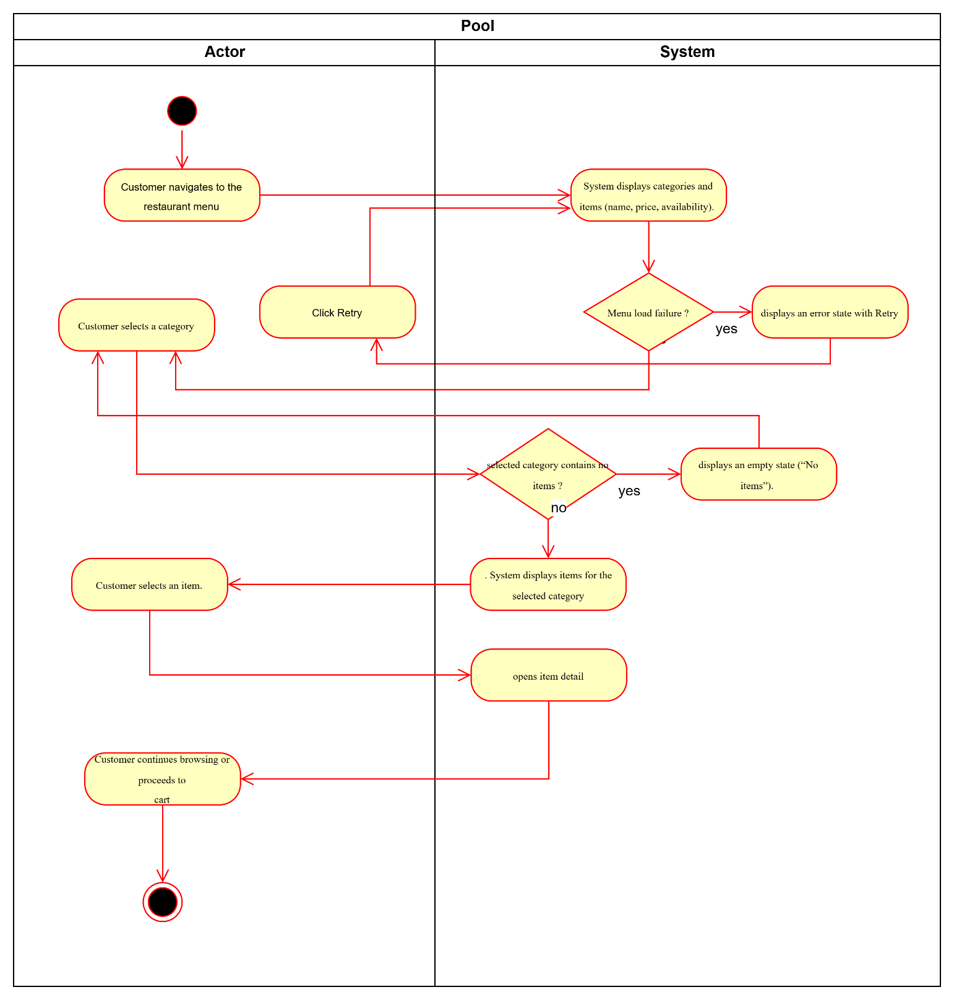 Pool
Actor
System
Customer navigates to the
restaurant menu
System displays categories and
items (name, price, availability).
Customer selects a category
Click Retry
Menu load failure ?
yes
displays an error state with Retry
selected category contains no
items ?
no
yes
displays an empty state (“No
items”).
Customer selects an item.
. System displays items for the
selected category
opens item detail
Customer continues browsing or
proceeds to
cart